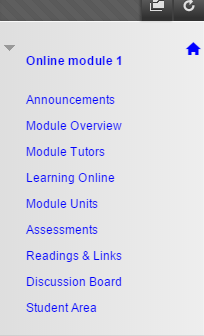 Online module 1
Announcements
Module Overview
Module Tutors
Learning Online
Module Units
Assessments
Readings & Links
Discussion Board
Student Area